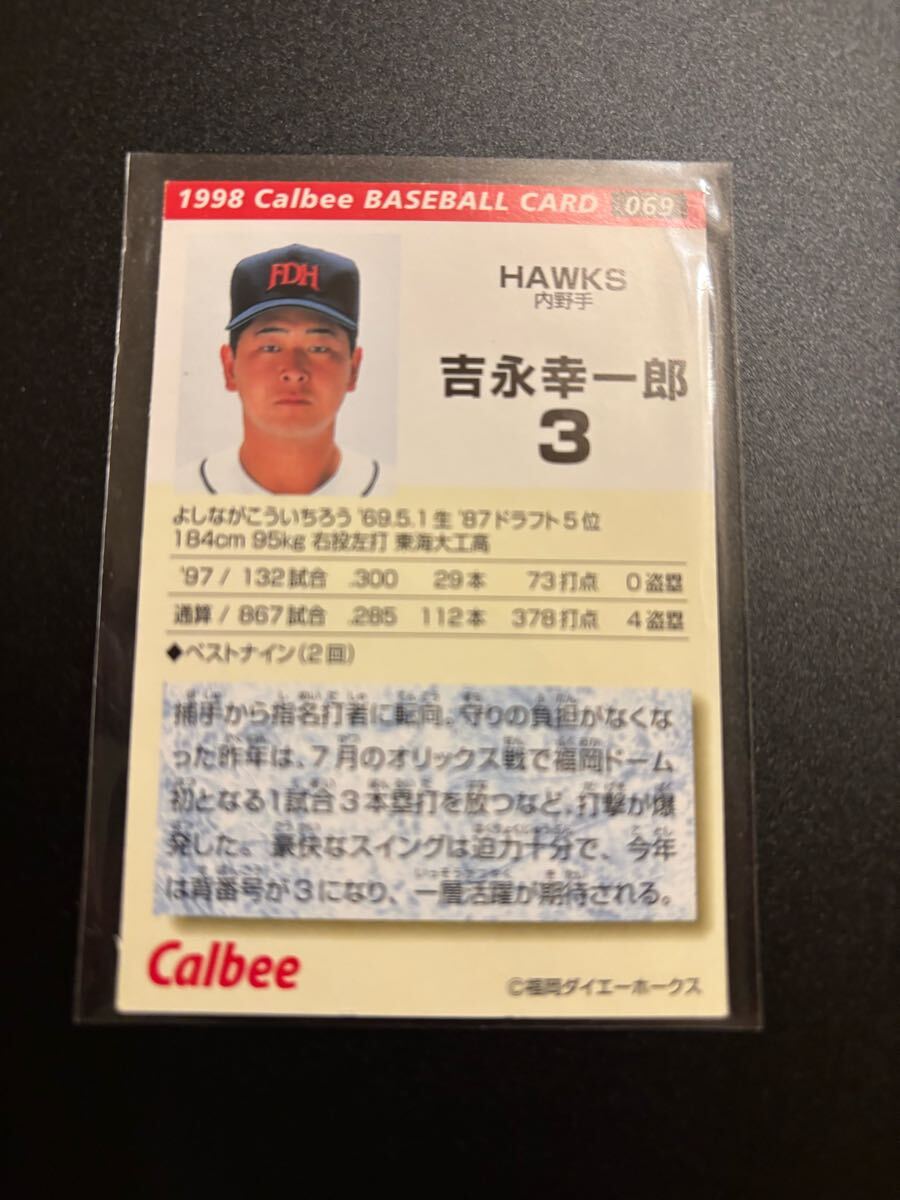 1998 Calbee BASEBALL CARD 069
FDH
HAWKS
内野手
吉永幸一郎
3
よしながこういちろう '69.5.1生 '87ドラフト5位
184cm 95kg 右投左打 東海大工高
'97/ 132試合 .300 29本 73打点 0盗塁
通算/ 867試合 .285 112本 378打点 4盗塁
◆ベストナイン(2回)
捕手から指名打者に転向。守りの負担がなくな
った昨年は、7月のオリックス戦で福岡ドーム
初となる1試合3本塁打を放つなど、打撃が爆
発した。豪快なスイングは迫力十分で、今年
は背番号が3になり、一層活躍が期待される。
Calbee
©福岡ダイエーホークス